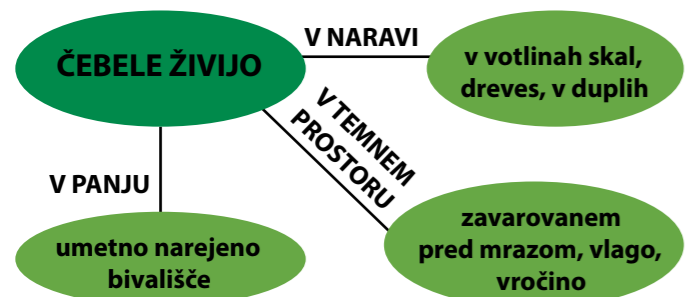 ČEBELE ŽIVIJO
V NARAVI
v votlinah skal,
dreves, v duplih
V TEMNEM
PROSTORU
zavarovanem
pred mrazom, vlago,
vročino
V PANJU
umetno narejeno
bivališče